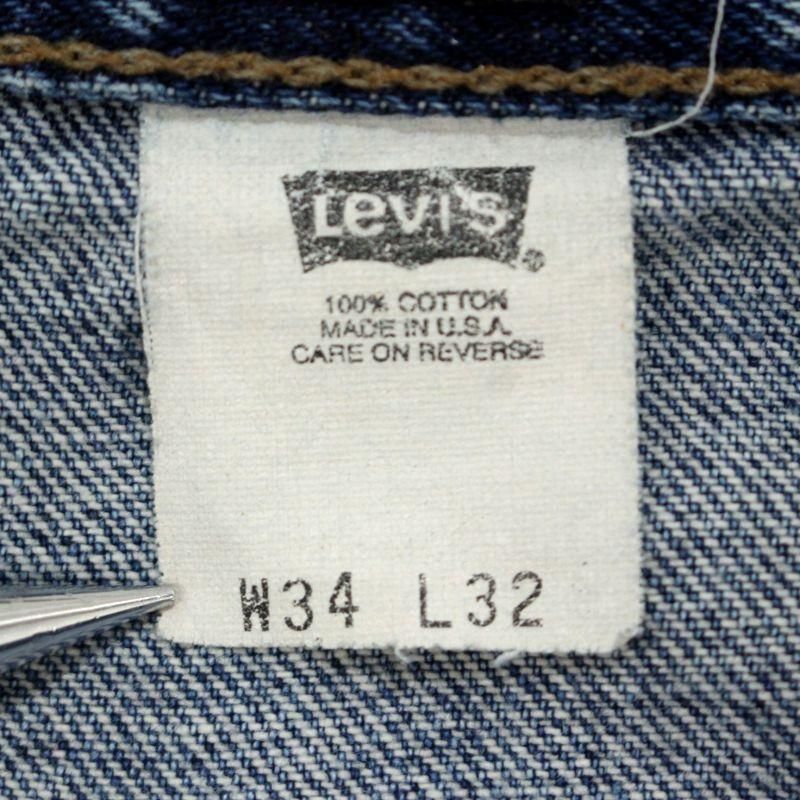 Levi's ®
100% COTTON
MADE IN U.S.A.
CARE ON REVERSE
W34 L32